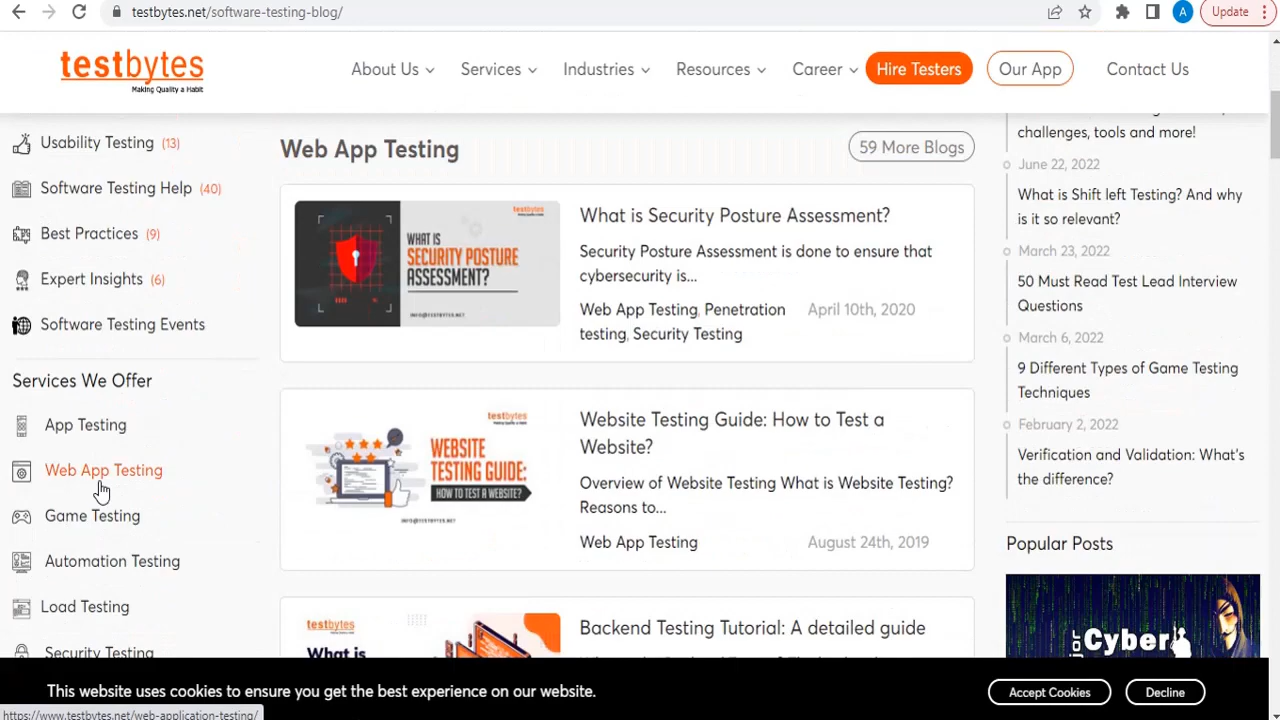 testbytes.net/software-testing-blog/
A
Update
testbytes
Making Quality a Habit
About Us
Services
Industries
Resources
Career
Hire Testers
Our App
Contact Us
Usability Testing (13)
Software Testing Help (40)
Best Practices (9)
Expert Insights (6)
Software Testing Events
Services We Offer
App Testing
Web App Testing
Game Testing
Automation Testing
Load Testing
Security Testing
Web App Testing
59 More Blogs
testbytes
WHAT IS
SECURITY POSTURE
ASSESSMENT?
INFO@TESTBYTES.NET
What is Security Posture Assessment?
Security Posture Assessment is done to ensure that
cybersecurity is...
Web App Testing, Penetration
testing, Security Testing
April 10th, 2020
testbytes
WEBSITE
TESTING GUIDE:
HOW TO TEST A WEBSITE?
INFO@TESTBYTES.NET
Website Testing Guide: How to Test a
Website?
Overview of Website Testing What is Website Testing?
Reasons to...
Web App Testing
August 24th, 2019
testbytes
What is
Backend Testing Tutorial: A detailed guide
challenges, tools and more!
June 22, 2022
What is Shift left Testing? And why
is it so relevant?
March 23, 2022
50 Must Read Test Lead Interview
Questions
March 6, 2022
9 Different Types of Game Testing
Techniques
February 2, 2022
Verification and Validation: What's
the difference?
Popular Posts
jor
Cyber
This website uses cookies to ensure you get the best experience on our website.
Accept Cookies
Decline
https://www.testbytes.net/web-application-testing/